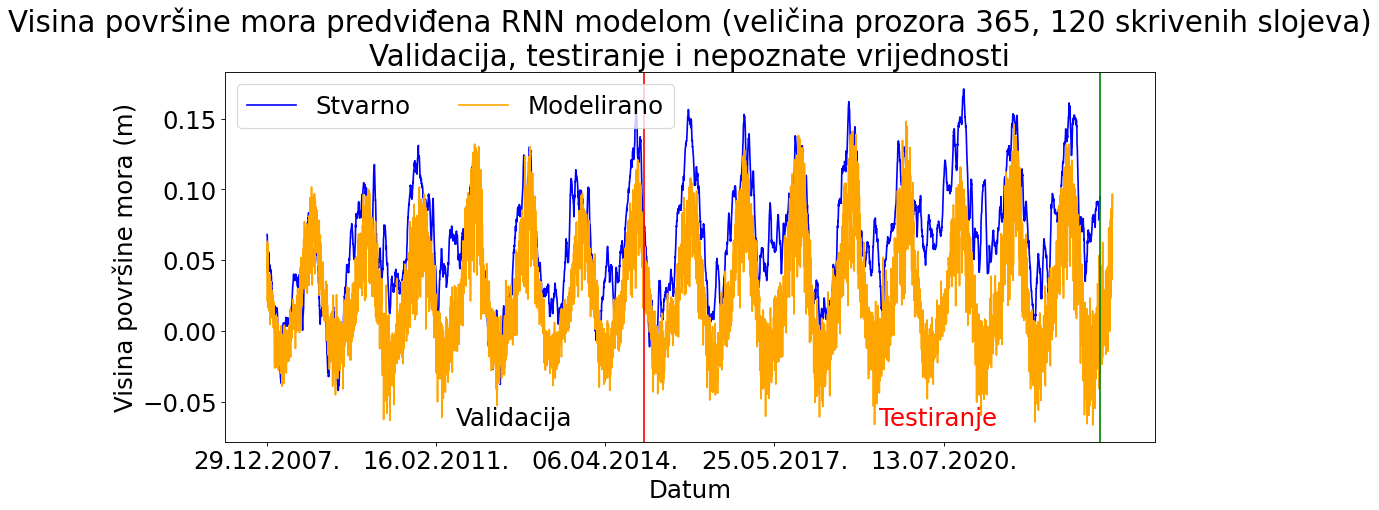 Visina površine mora predviđena RNN modelom (veličina prozora 365, 120 skrivenih slojeva)
Validacija, testiranje i nepoznate vrijednosti
Stvarno Modelirano
Visina površine mora (m)
0.15
0.10
0.05
0.00
−0.05
Validacija Testiranje
29.12.2007. 16.02.2011. 06.04.2014. 25.05.2017. 13.07.2020.
Datum